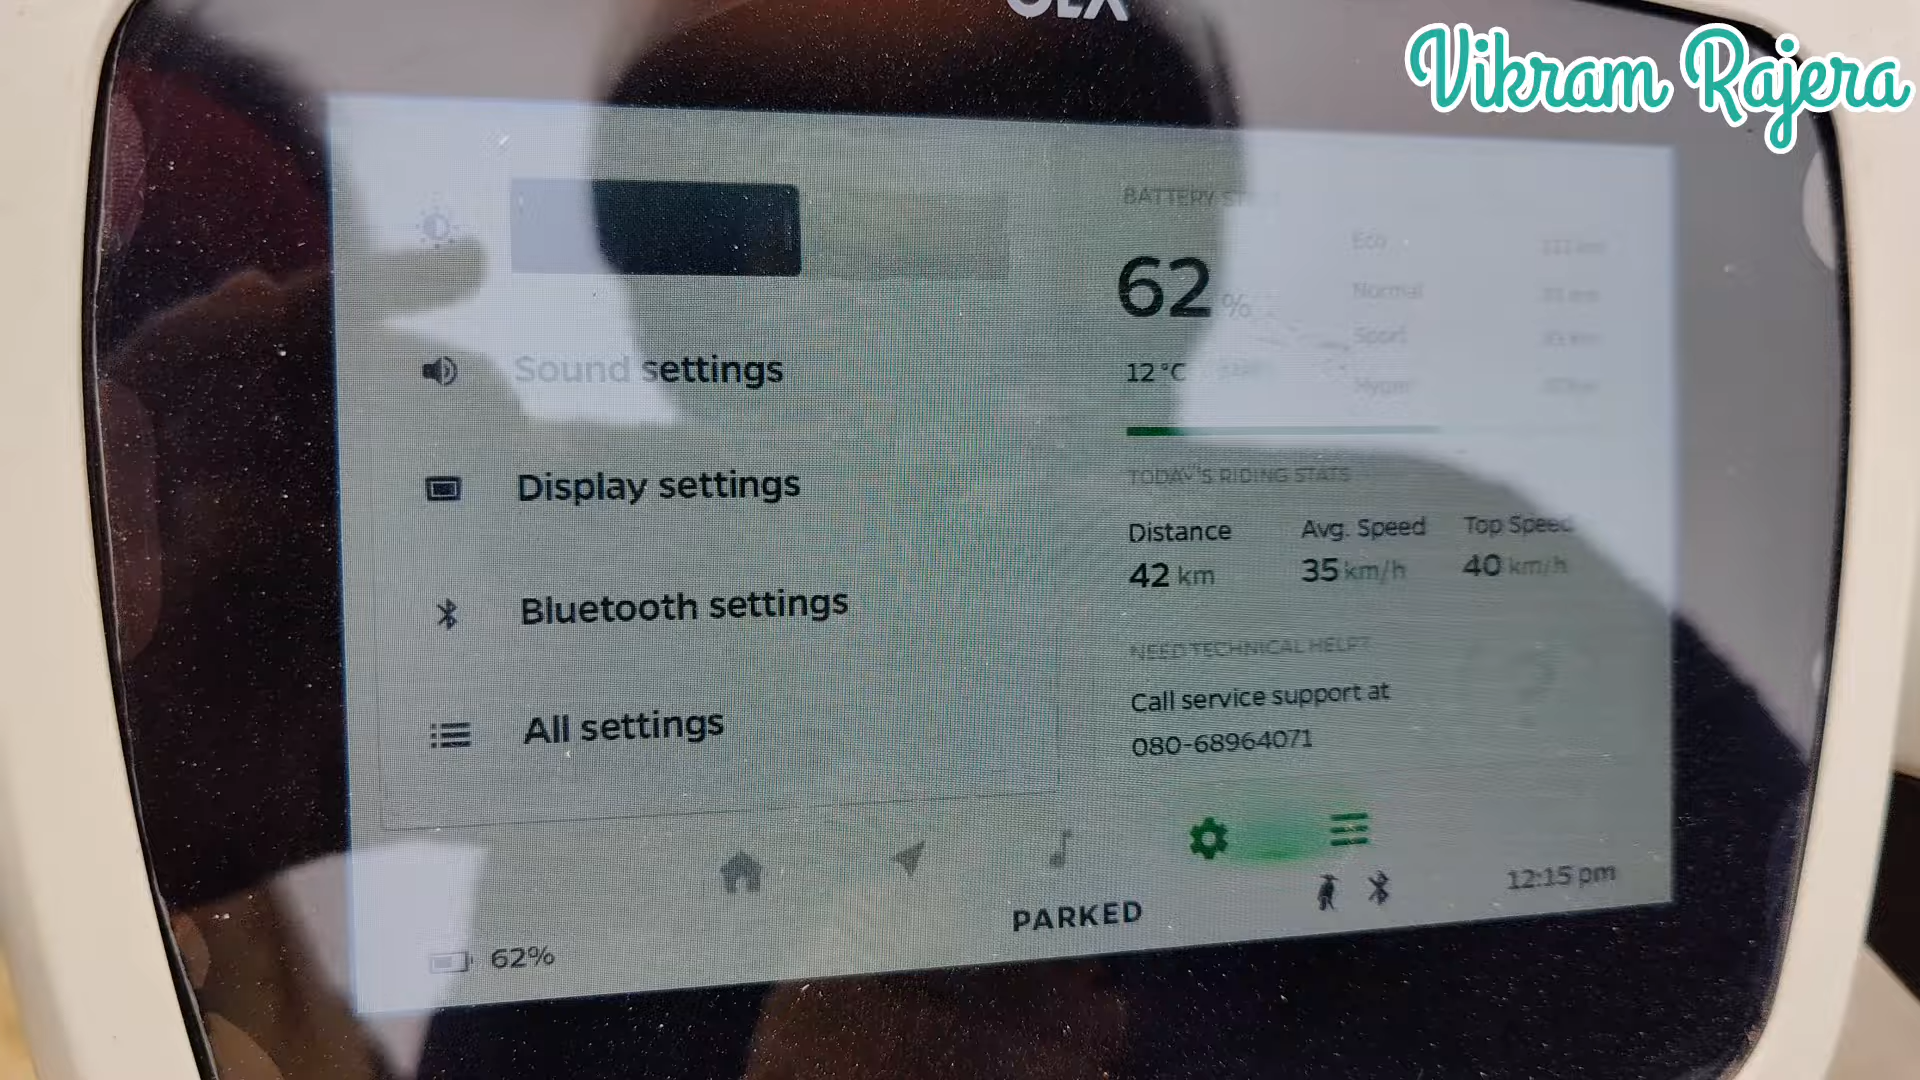 Vikram Rajera
BATTERY
Eco
62 %
Normal
Sport
Sound settings
12 °C
Display settings
TODAY'S RIDING STATS
Distance Avg. Speed Top Speed
42 km 35 km/h 40 km/h
Bluetooth settings
NEED TECHNICAL HELP?
Call service support at
080-68964071
All settings
PARKED
12:15 pm
62%